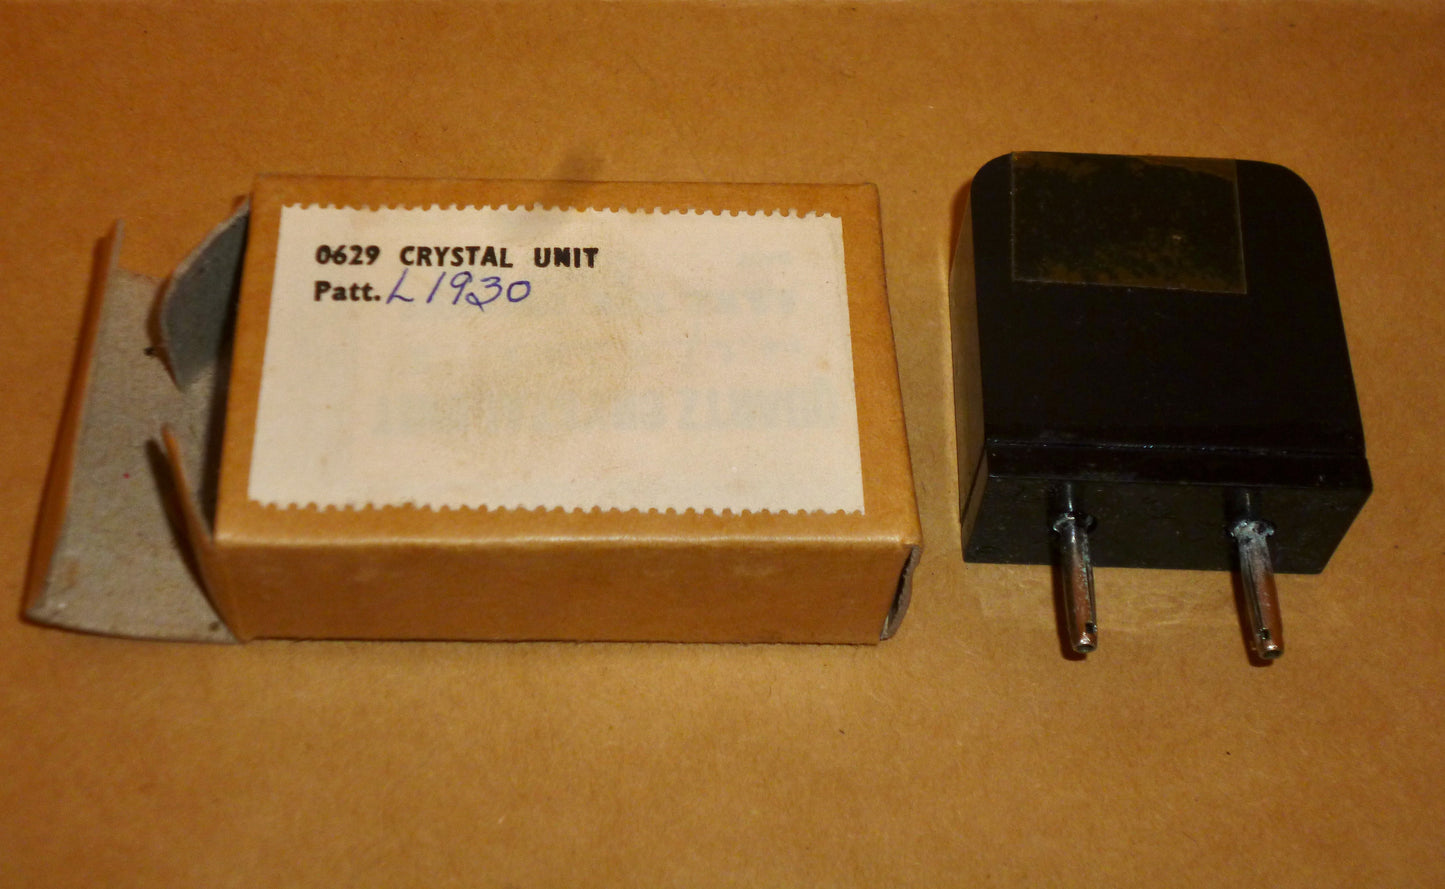 0629 CRYSTAL UNIT
Patt. L1930